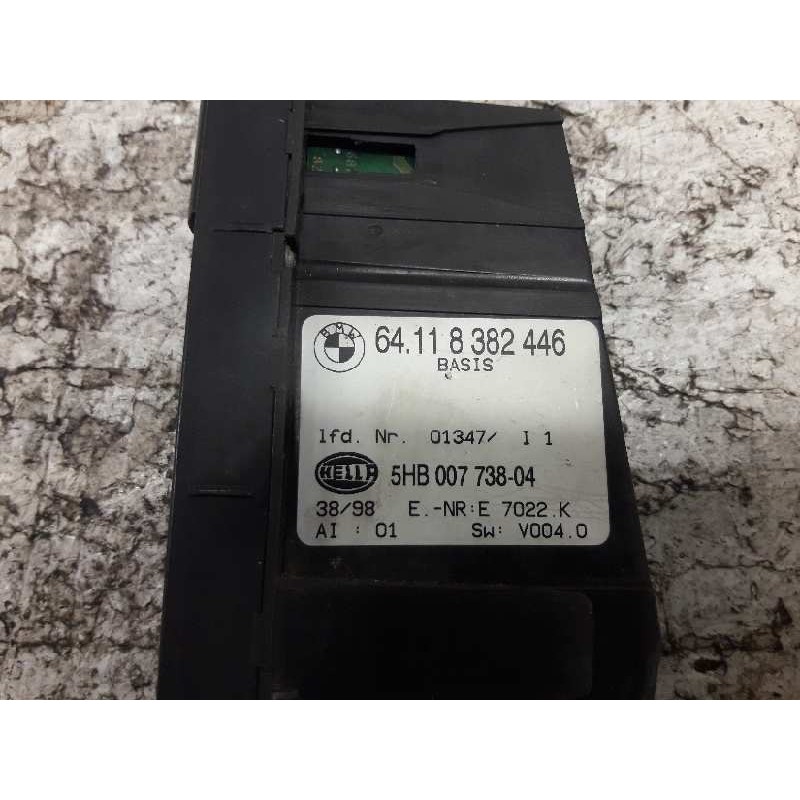 BMW
64.11 8 382 446
BASIS
lfd. Nr. 01347/ I 1
HELLA
5HB 007 738-04
38/98 E.-NR:E 7022.K
AI : 01 SW: V004.0